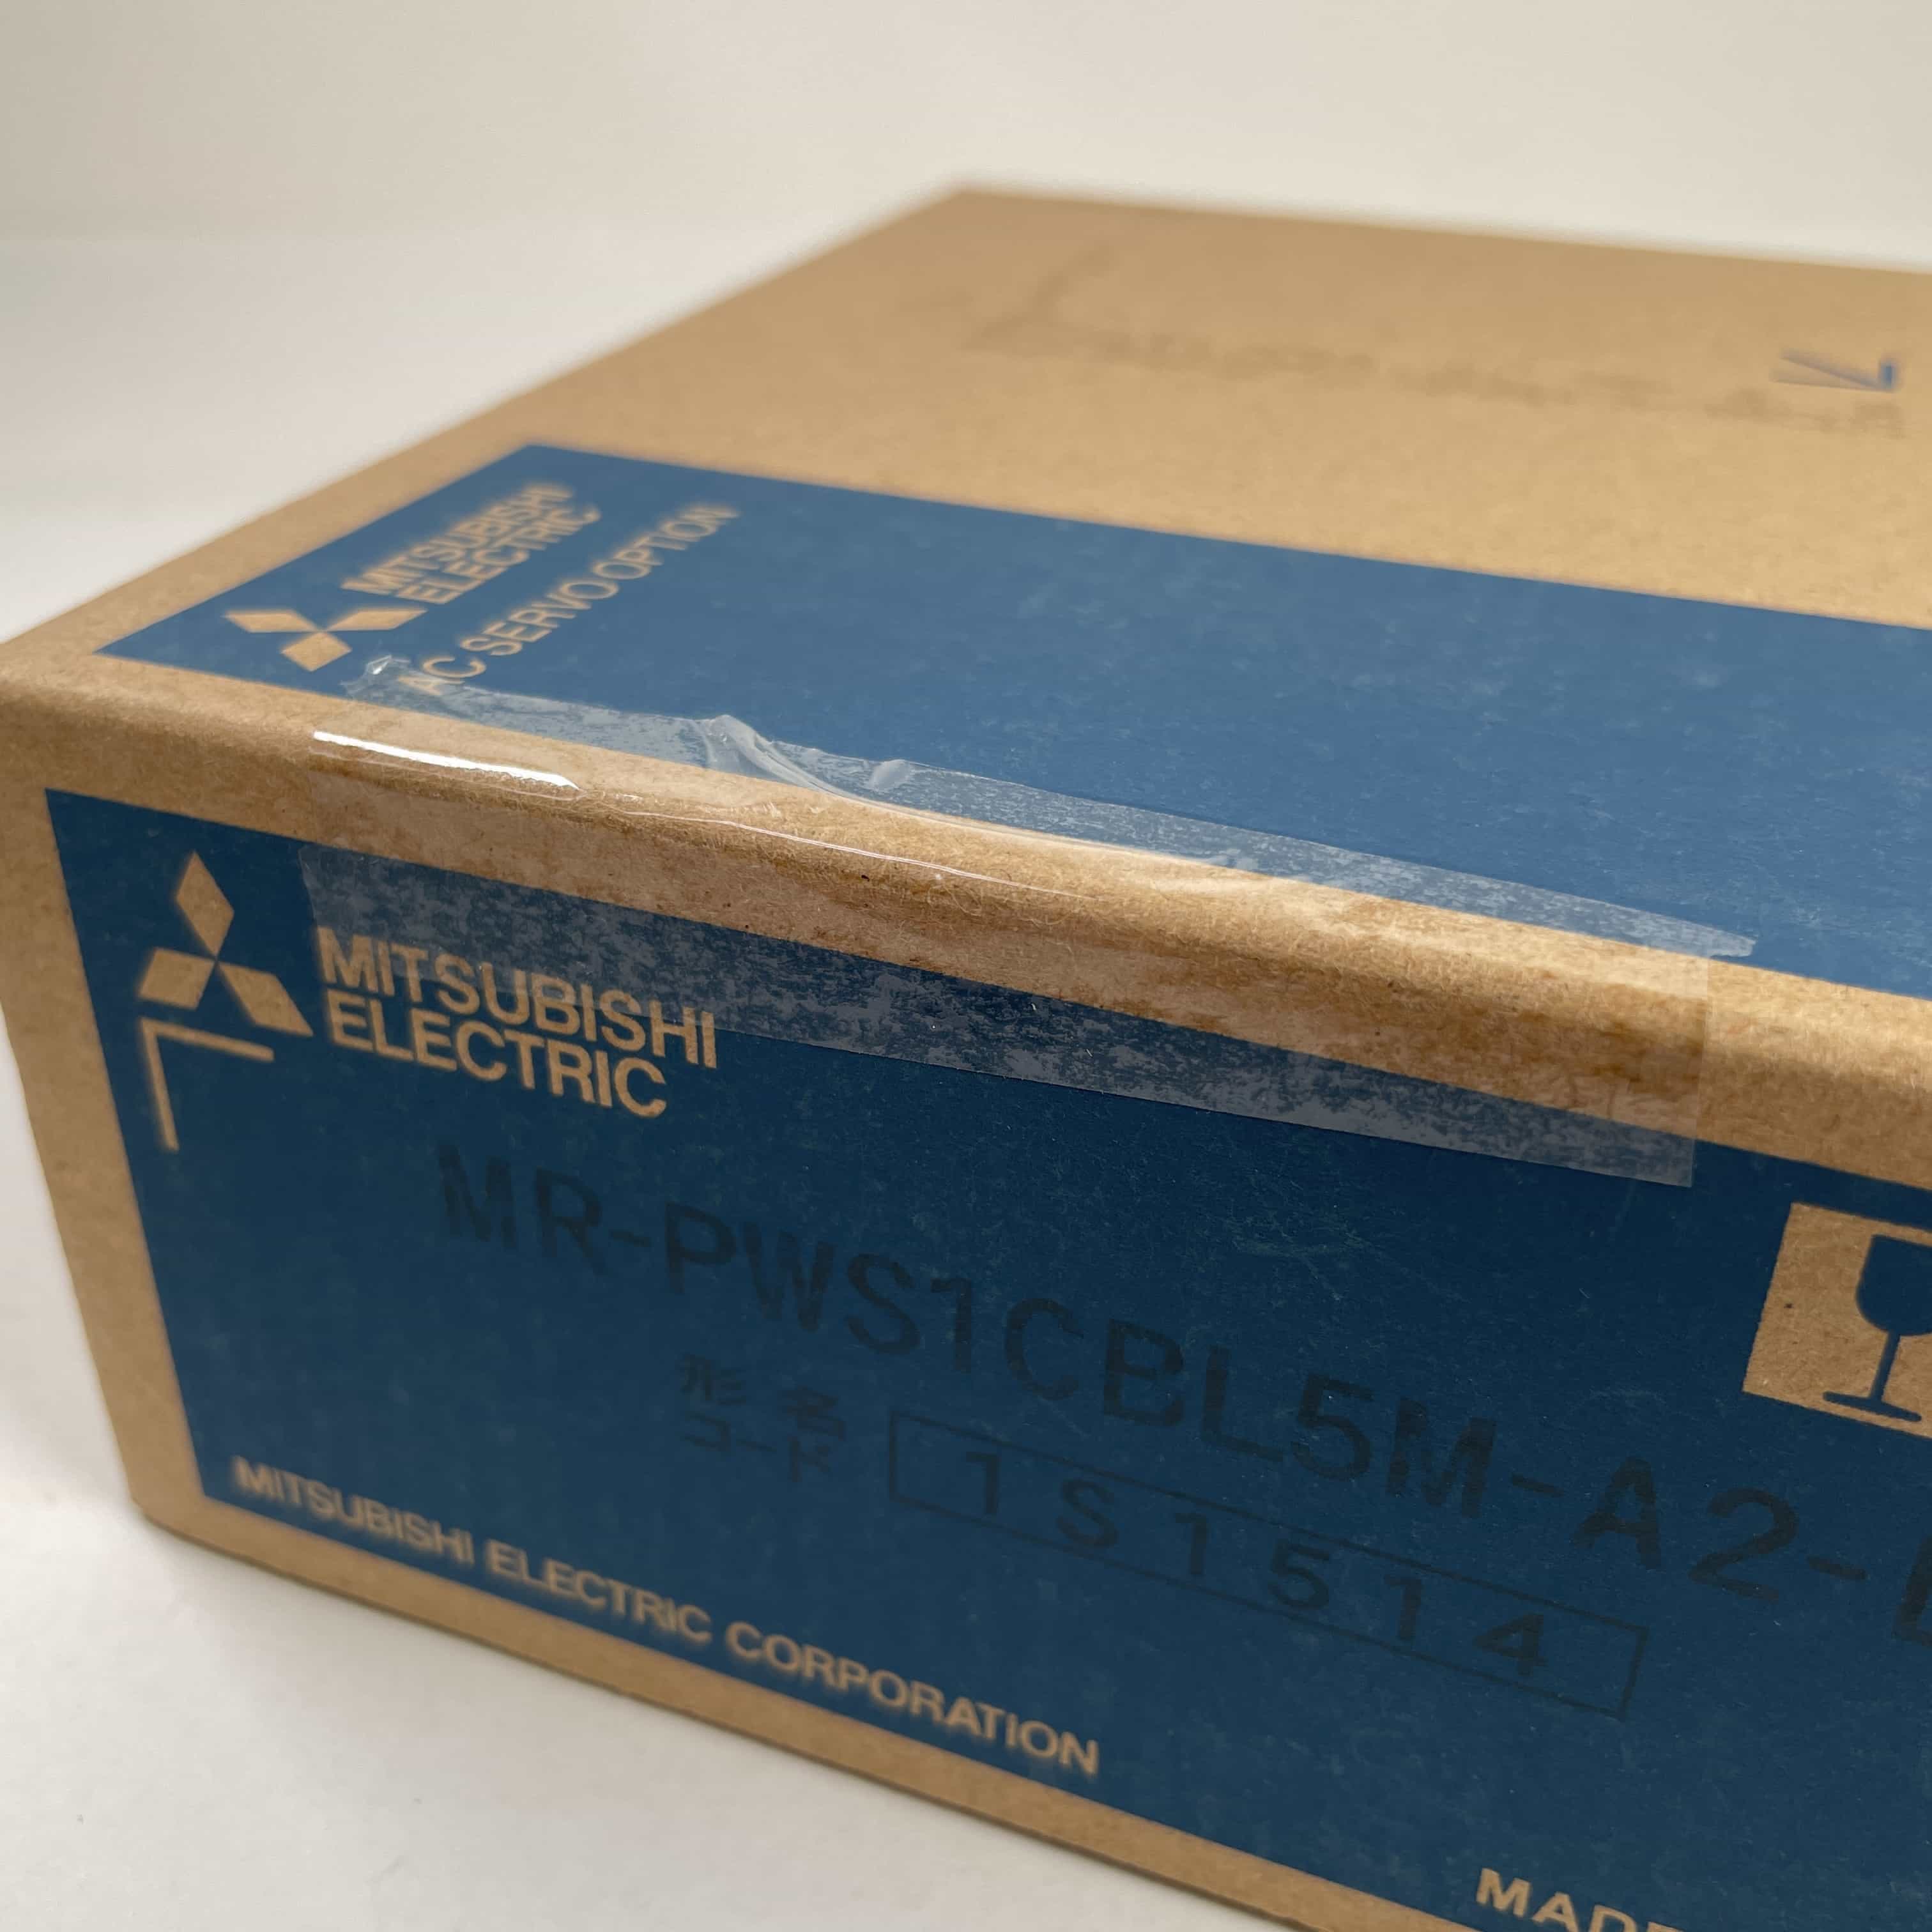 MITSUBISHI
ELECTRIC
AC SERVO OPTION
MITSUBISHI
ELECTRIC
MR-PWS1CBL5M-A2-
形名
コード
1S1514
MITSUBISHI ELECTRIC CORPORATION
MADE